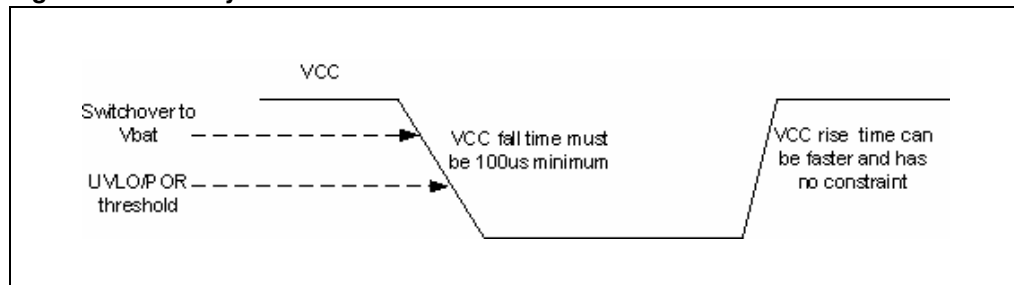 VCC
Switchover to
Vbat
VCC fall time must
be 100us minimum
VCC rise time can
be faster and has
no constraint
UVLO/POR
threshold